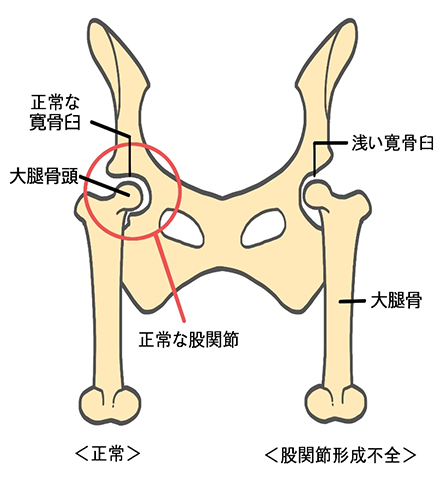 正常な
寛骨臼
浅い寛骨臼
大腿骨頭
大腿骨
正常な股関節
＜正常＞
＜股関節形成不全＞